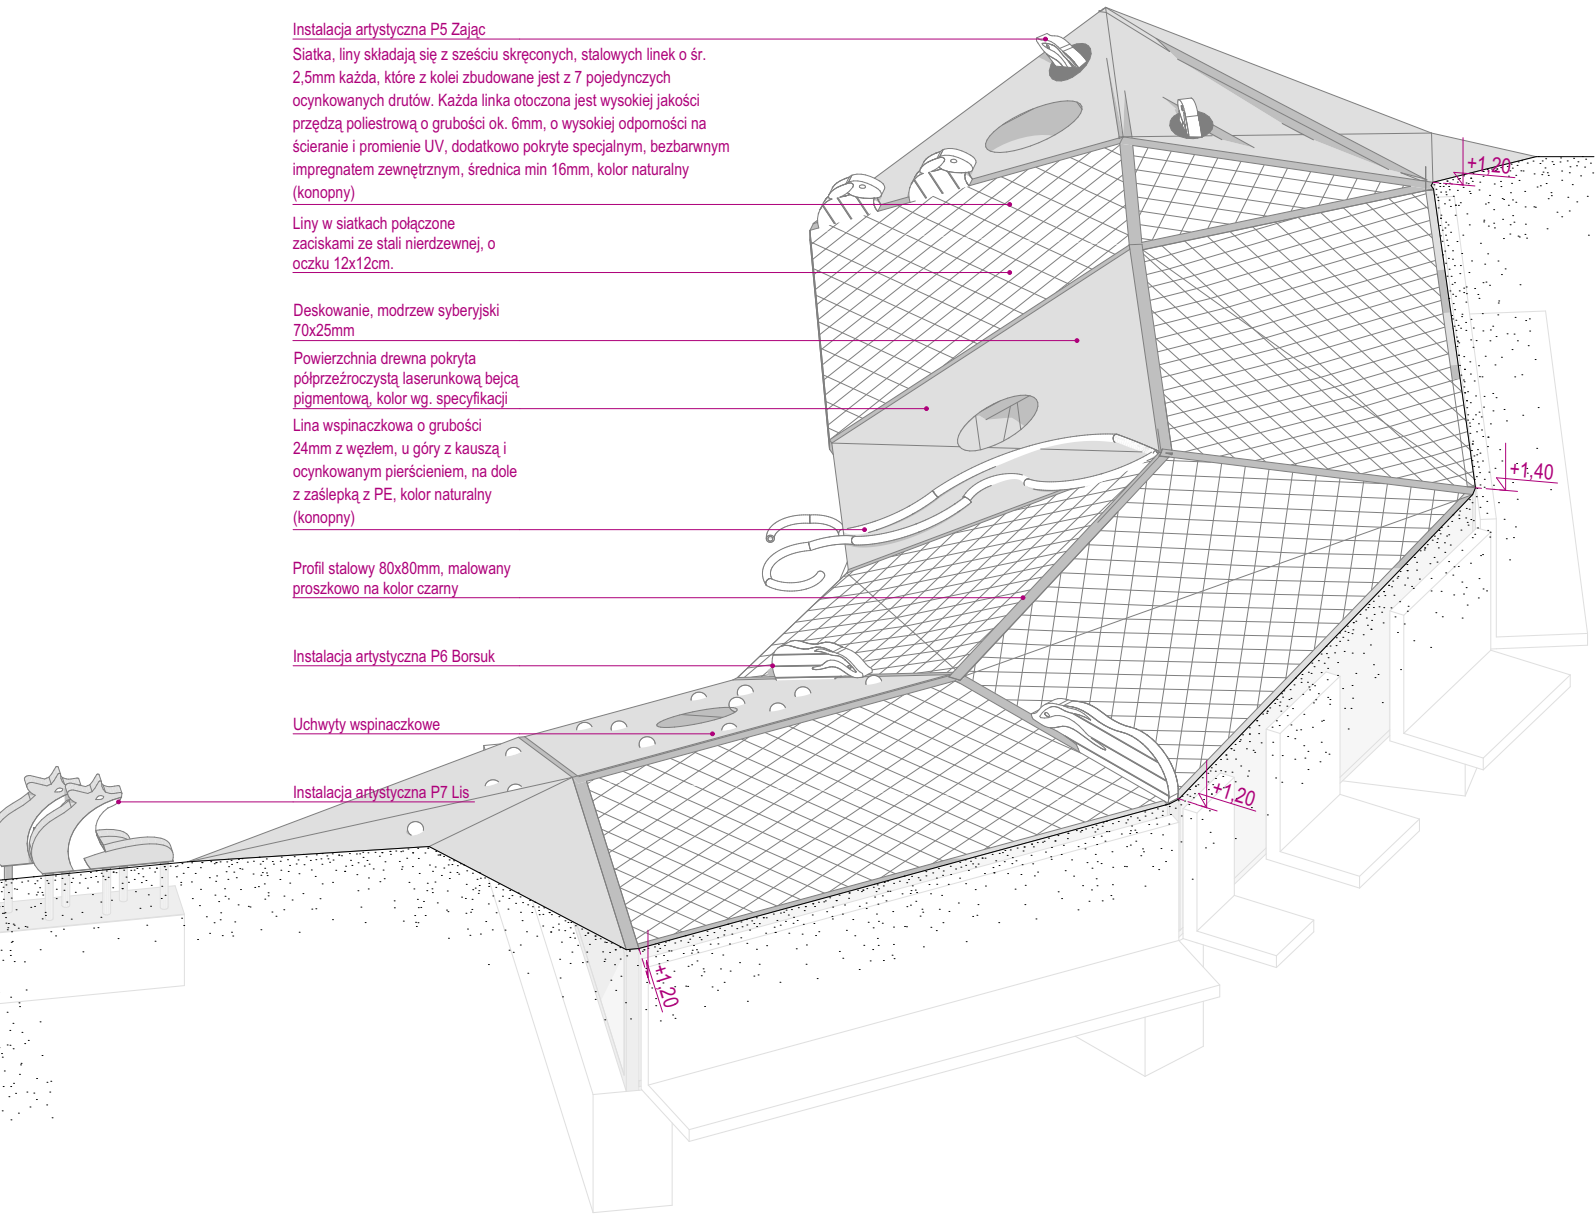 Instalacja artystyczna P5 Zając
Siatka, liny składają się z sześciu skręconych, stalowych linek o śr.
2,5mm każda, które z kolei zbudowane jest z 7 pojedynczych
ocynkowanych drutów. Każda linka otoczona jest wysokiej jakości
przędzą poliestrową o grubości ok. 6mm, o wysokiej odporności na
ścieranie i promienie UV, dodatkowo pokryte specjalnym, bezbarwnym
impregnatem zewnętrznym, średnica min 16mm, kolor naturalny
(konopny)
Liny w siatkach połączone
zaciskami ze stali nierdzewnej, o
oczku 12x12cm.
Deskowanie, modrzew syberyjski
70x25mm
Powierzchnia drewna pokryta
półprzeźroczystą laserunkową bejcą
pigmentową, kolor wg. specyfikacji
Lina wspinaczkowa o grubości
24mm z węzłem, u góry z kauszą i
ocynkowanym pierścieniem, na dole
z zaślepką z PE, kolor naturalny
(konopny)
Profil stalowy 80x80mm, malowany
proszkowo na kolor czarny
Instalacja artystyczna P6 Borsuk
Uchwyty wspinaczkowe
Instalacja artystyczna P7 Lis
+1,20
+1,40
+1,20
+1,20